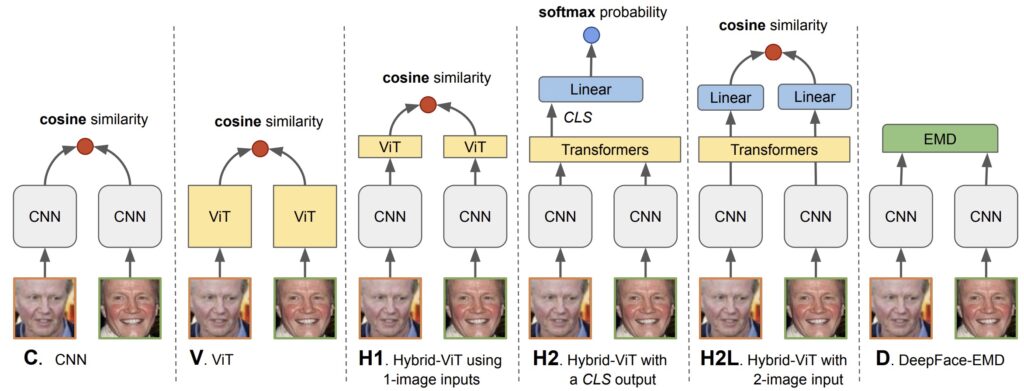 cosine similarity
CNN
CNN
C. CNN
cosine similarity
ViT
ViT
V. ViT
cosine similarity
ViT
ViT
CNN
CNN
H1. Hybrid-ViT using
1-image inputs
softmax probability
Linear
CLS
Transformers
CNN
CNN
H2. Hybrid-ViT with
a CLS output
cosine similarity
Linear
Linear
Transformers
CNN
CNN
H2L. Hybrid-ViT with
2-image input
EMD
CNN
CNN
D. DeepFace-EMD